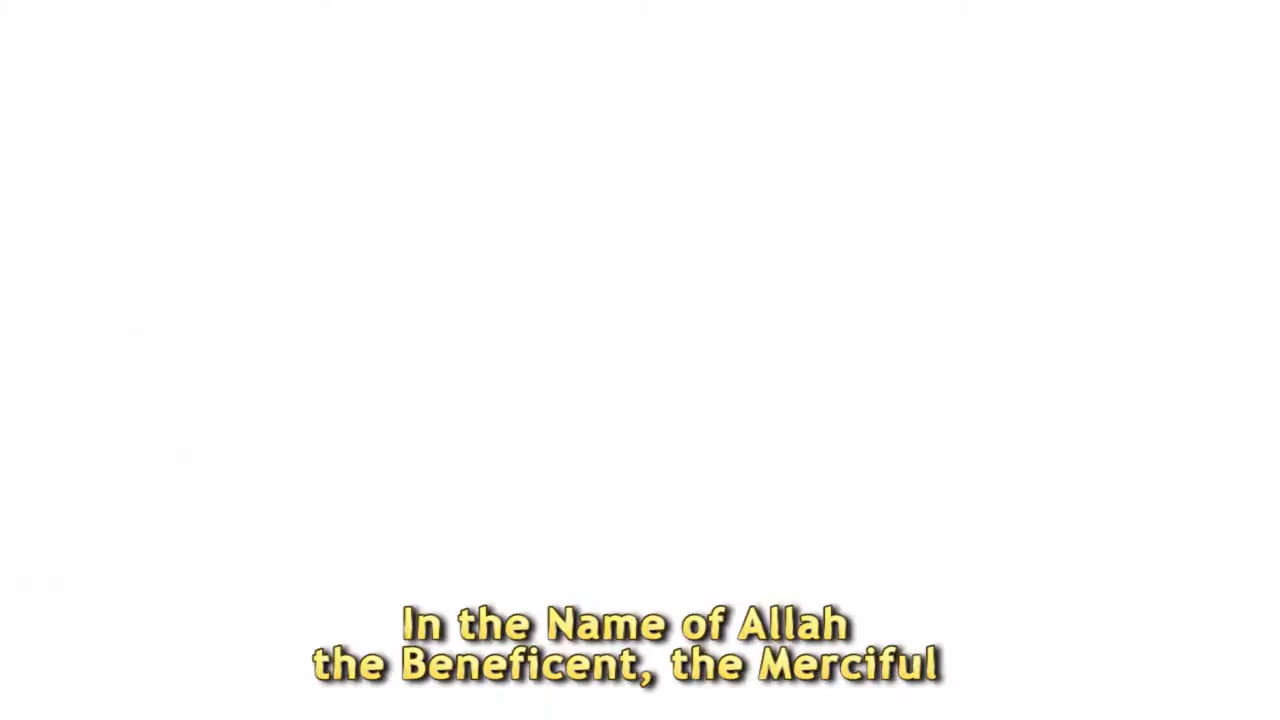 In the Name of Allah
the Beneficent, the Merciful